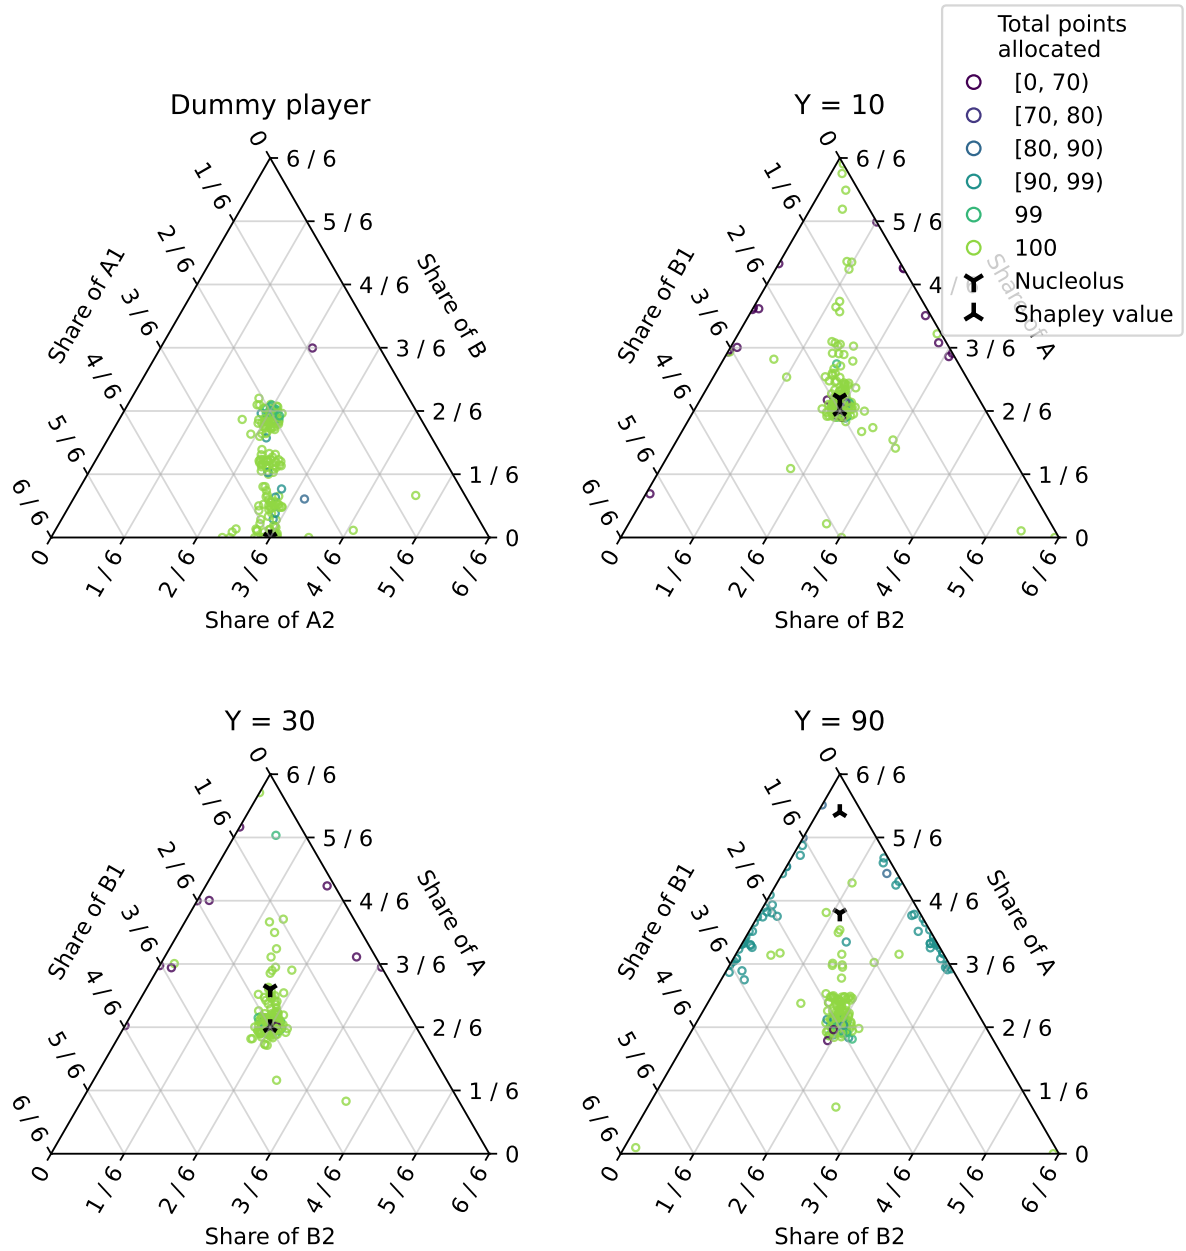 Total points
allocated
[0, 70)
[70, 80)
[80, 90)
[90, 99)
99
100
Nucleolus
Shapley value
Dummy player
0
1 / 6
2 / 6
3 / 6
4 / 6
5 / 6
6 / 6
Share of A1
6 / 6
5 / 6
4 / 6
3 / 6
2 / 6
1 / 6
0
Share of B
0
1 / 6
2 / 6
3 / 6
4 / 6
5 / 6
6 / 6
Share of A2
Y = 10
0
1 / 6
2 / 6
3 / 6
4 / 6
5 / 6
6 / 6
Share of B1
6 / 6
5 / 6
4 / 6
3 / 6
2 / 6
1 / 6
0
Share of A
0
1 / 6
2 / 6
3 / 6
4 / 6
5 / 6
6 / 6
Share of B2
Y = 30
0
1 / 6
2 / 6
3 / 6
4 / 6
5 / 6
6 / 6
Share of B1
6 / 6
5 / 6
4 / 6
3 / 6
2 / 6
1 / 6
0
Share of A
0
1 / 6
2 / 6
3 / 6
4 / 6
5 / 6
6 / 6
Share of B2
Y = 90
0
1 / 6
2 / 6
3 / 6
4 / 6
5 / 6
6 / 6
Share of B1
6 / 6
5 / 6
4 / 6
3 / 6
2 / 6
1 / 6
0
Share of A
0
1 / 6
2 / 6
3 / 6
4 / 6
5 / 6
6 / 6
Share of B2